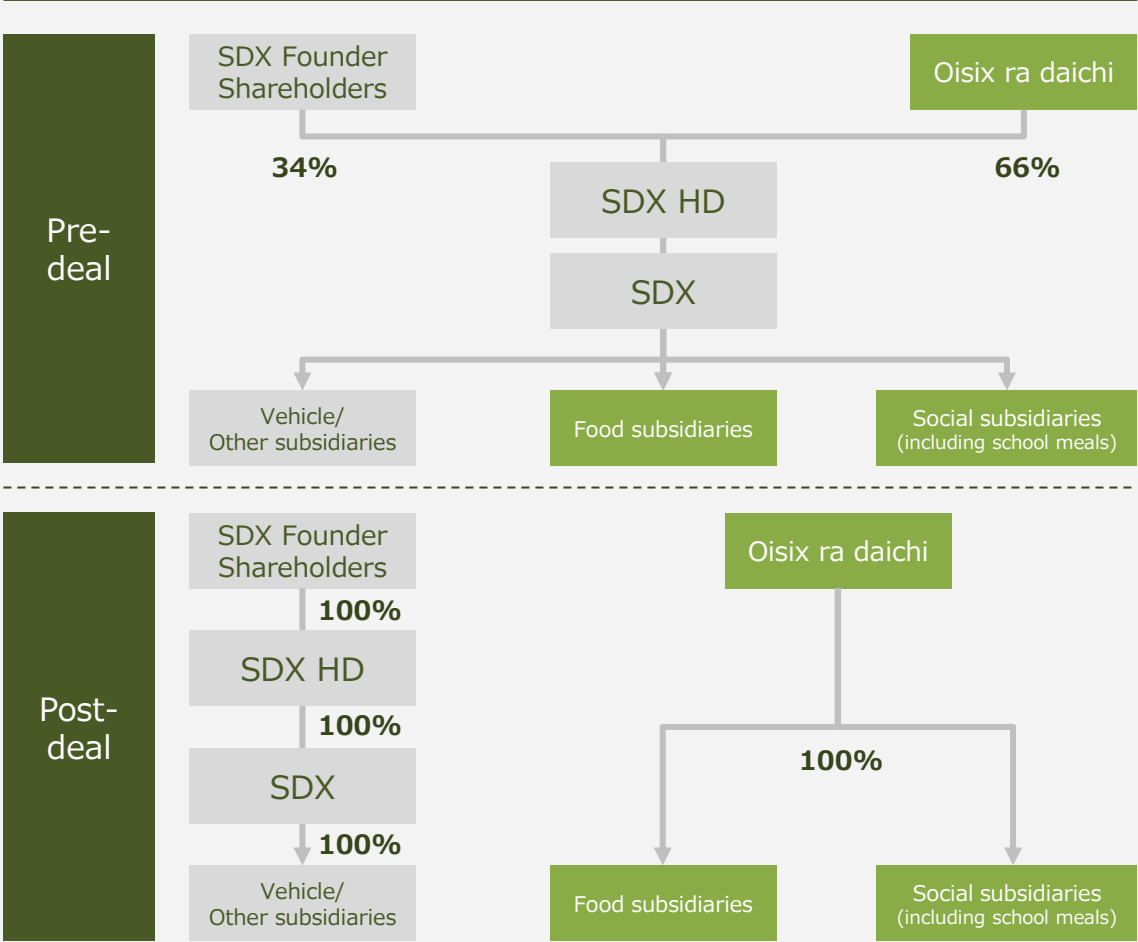 Pre-
deal
SDX Founder
Shareholders
Oisix ra daichi
34%
66%
SDX HD
SDX
Vehicle/
Other subsidiaries
Food subsidiaries
Social subsidiaries
(including school meals)
Post-
deal
SDX Founder
Shareholders
100%
SDX HD
100%
SDX
100%
Vehicle/
Other subsidiaries
Oisix ra daichi
100%
Food subsidiaries
Social subsidiaries
(including school meals)